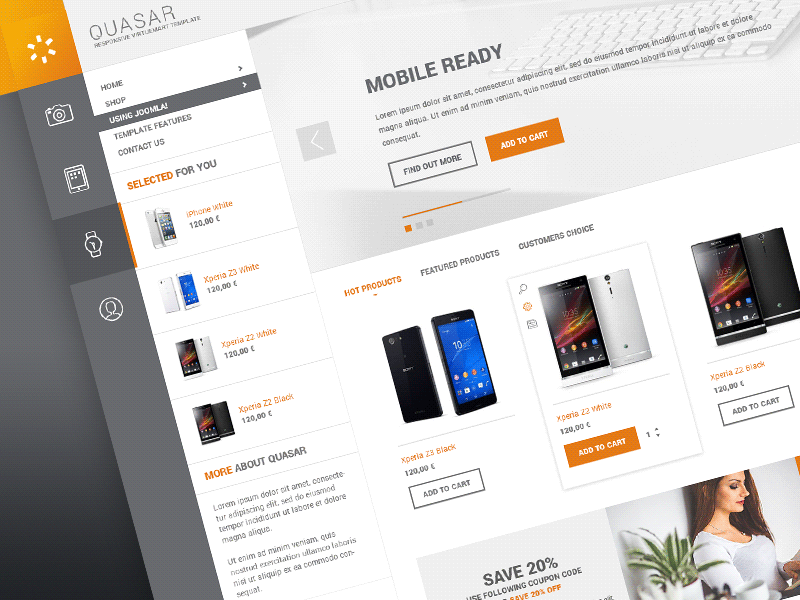 QUASAR
RESPONSIVE VIRTUEMART TEMPLATE
HOME
SHOP
USING JOOMLA!
TEMPLATE FEATURES
CONTACT US
SELECTED FOR YOU
iPhone White
120,00 €
Xperia Z3 White
120,00 €
Xperia Z2 White
120,00 €
Xperia Z2 Black
120,00 €
MORE ABOUT QUASAR
Lorem ipsum dolor sit amet, consecte-
tur adipiscing elit, sed do eiusmod
tempor incididunt ut labore et dolore
magna aliqua.
Ut enim ad minim veniam, quis
nostrud exercitation ullamco laboris
nisi ut aliquip ex ea commodo con-
sequat.
MOBILE READY
Lorem ipsum dolor sit amet, consectetur adipiscing elit, sed do eiusmod tempor incididunt ut labore et dolore
magna aliqua. Ut enim ad minim veniam, quis nostrud exercitation ullamco laboris nisi ut aliquip ex ea commodo
consequat.
FIND OUT MORE
ADD TO CART
HOT PRODUCTS
FEATURED PRODUCTS
CUSTOMERS CHOICE
Xperia Z3 Black
120,00 €
ADD TO CART
Xperia Z2 White
120,00 €
ADD TO CART
1
Xperia Z2 Black
120,00 €
ADD TO CART
SAVE 20%
USE FOLLOWING COUPON CODE
SAVE 20% OFF